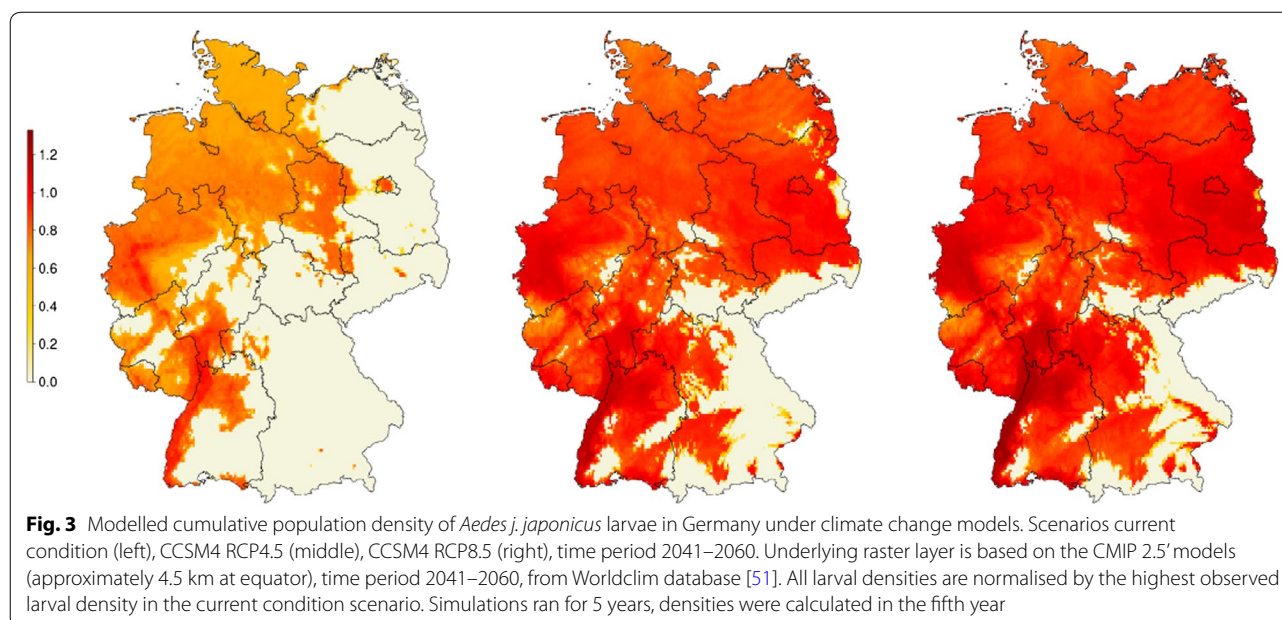 1.2
1.0
0.8
0.6
0.4
0.2
0.0
Fig. 3 Modelled cumulative population density of Aedes j. japonicus larvae in Germany under climate change models. Scenarios current
condition (left), CCSM4 RCP4.5 (middle), CCSM4 RCP8.5 (right), time period 2041–2060. Underlying raster layer is based on the CMIP 2.5′ models
(approximately 4.5 km at equator), time period 2041–2060, from Worldclim database [51]. All larval densities are normalised by the highest observed
larval density in the current condition scenario. Simulations ran for 5 years, densities were calculated in the fifth year